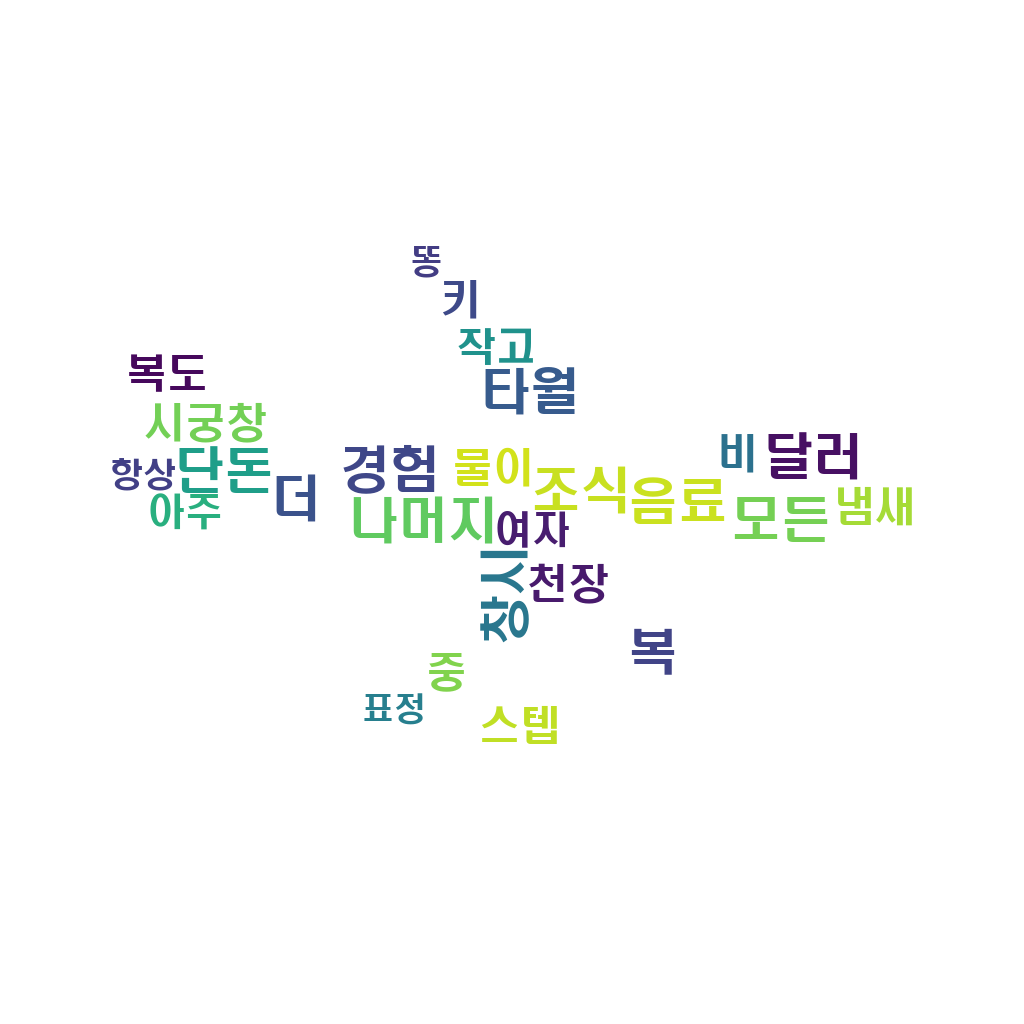 똥
키
작고
타월
복도
시궁창
항상
단돈
아주
더
경험
물이
조식음료
나머지
여자
비
달러
모든
냄새
창시
천장
복
중
표정
스텝